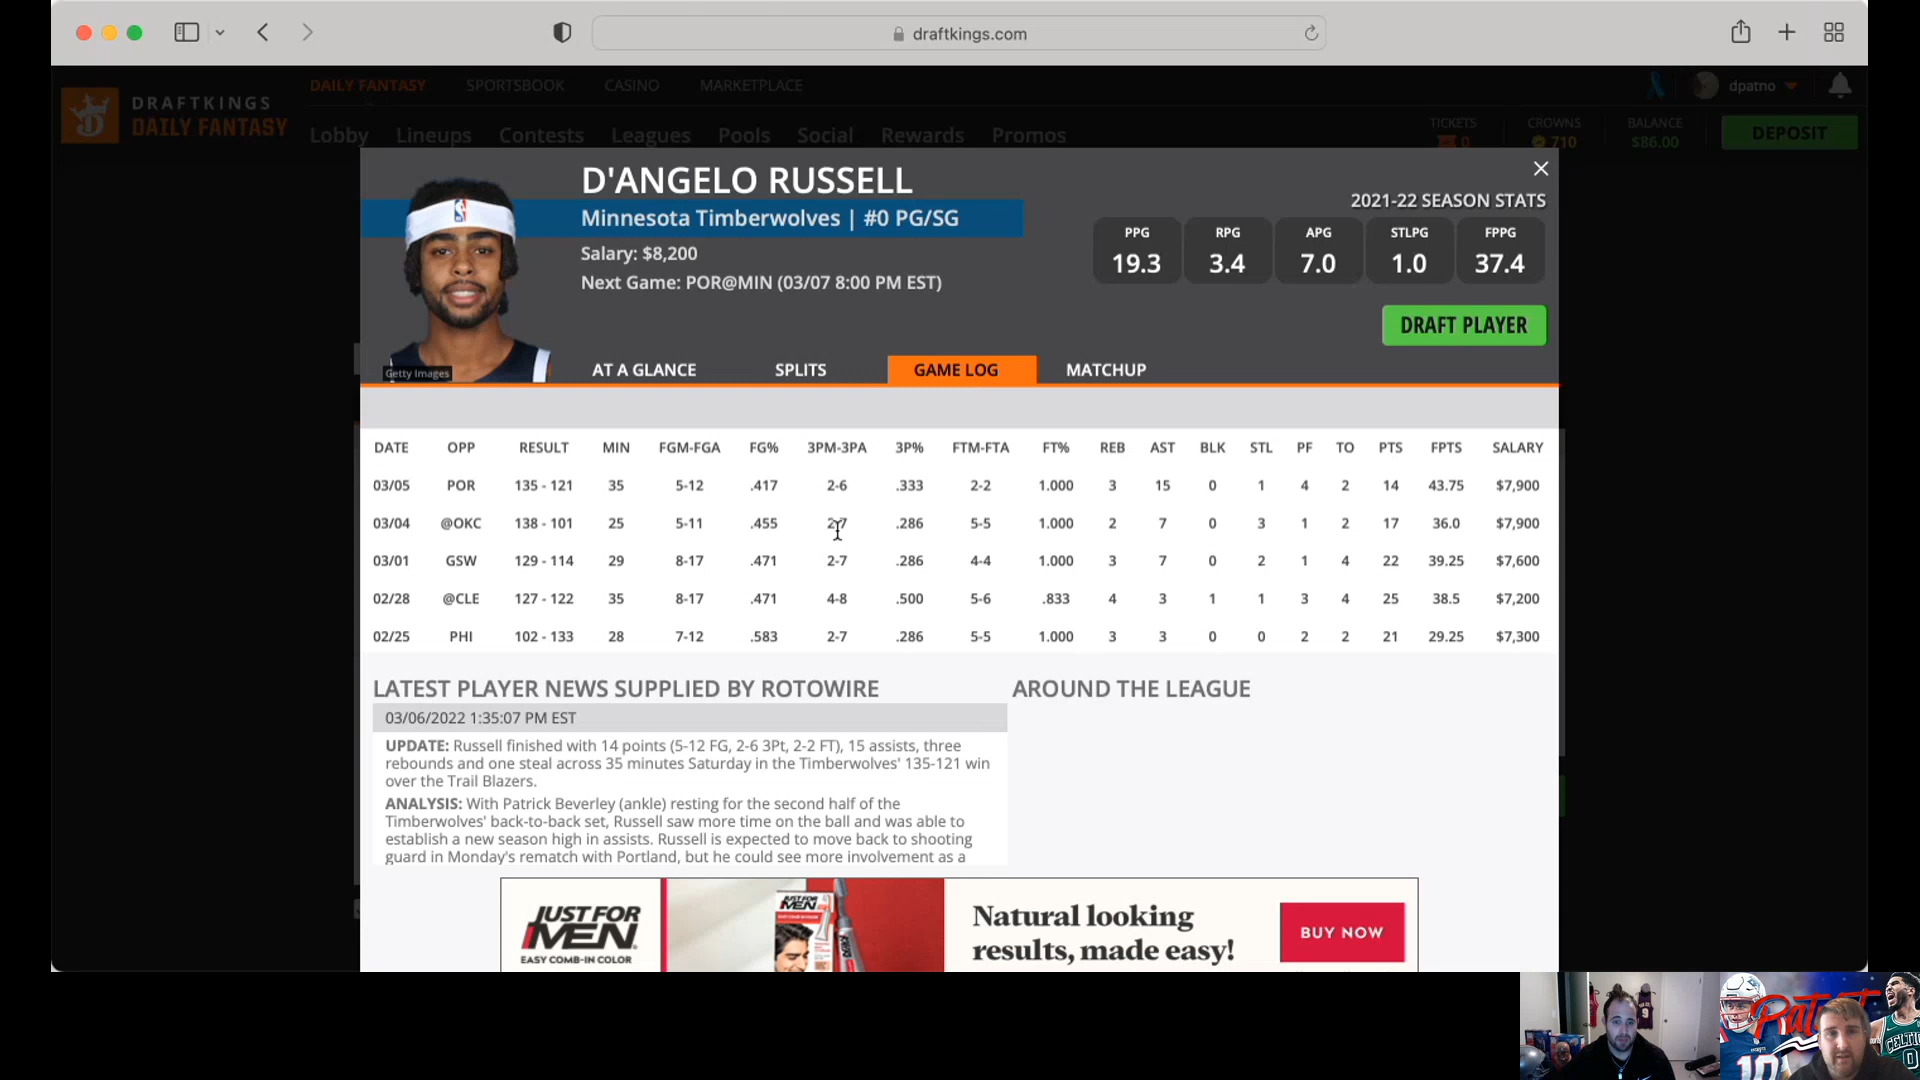 draftkings.com
DRAFTKINGS
DAILY FANTASY
DAILY FANTASY SPORTSBOOK CASINO MARKETPLACE
dpatno
Lobby Lineups Contests Leagues Pools Social Rewards Promos
TICKETS CROWNS BALANCE
0 710 $86.00
DEPOSIT
D'ANGELO RUSSELL
Minnesota Timberwolves | #0 PG/SG
Salary: $8,200
Next Game: POR@MIN (03/07 8:00 PM EST)
Getty Images
2021-22 SEASON STATS
PPG RPG APG STLPG FPPG
19.3 3.4 7.0 1.0 37.4
DRAFT PLAYER
AT A GLANCE SPLITS GAME LOG MATCHUP
DATE OPP RESULT MIN FGM-FGA FG% 3PM-3PA 3P% FTM-FTA FT% REB AST BLK STL PF TO PTS FPTS SALARY
03/05 POR 135 - 121 35 5-12 .417 2-6 .333 2-2 1.000 3 15 0 1 4 2 14 43.75 $7,900
03/04 @OKC 138 - 101 25 5-11 .455 2-7 .286 5-5 1.000 2 7 0 3 1 2 17 36.0 $7,900
03/01 GSW 129 - 114 29 8-17 .471 2-7 .286 4-4 1.000 3 7 0 2 1 4 22 39.25 $7,600
02/28 @CLE 127 - 122 35 8-17 .471 4-8 .500 5-6 .833 4 3 1 1 3 4 25 38.5 $7,200
02/25 PHI 102 - 133 28 7-12 .583 2-7 .286 5-5 1.000 3 3 0 0 2 2 21 29.25 $7,300
LATEST PLAYER NEWS SUPPLIED BY ROTOWIRE
03/06/2022 1:35:07 PM EST
UPDATE: Russell finished with 14 points (5-12 FG, 2-6 3Pt, 2-2 FT), 15 assists, three
rebounds and one steal across 35 minutes Saturday in the Timberwolves' 135-121 win
over the Trail Blazers.
ANALYSIS: With Patrick Beverley (ankle) resting for the second half of the
Timberwolves' back-to-back set, Russell saw more time on the ball and was able to
establish a new season high in assists. Russell is expected to move back to shooting
guard in Monday's rematch with Portland, but he could see more involvement as a
AROUND THE LEAGUE
JUST FOR
MEN
EASY COMB-IN COLOR
JUST FOR
MEN
Natural looking
results, made easy!
BUY NOW